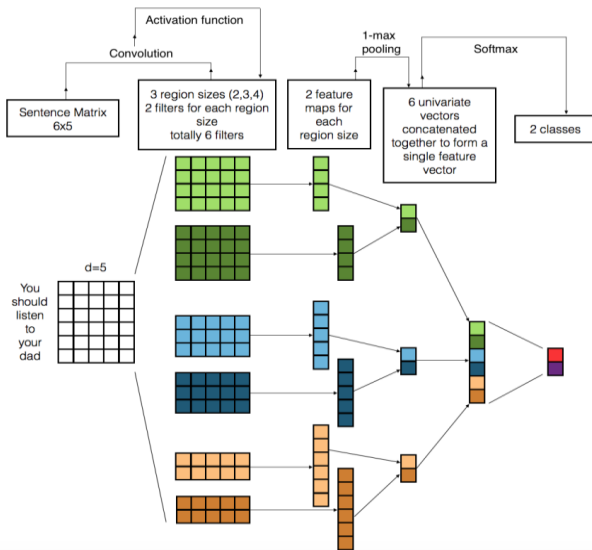 Activation function
Convolution
1-max
pooling
Softmax
Sentence Matrix
6x5
3 region sizes (2,3,4)
2 filters for each region
size
totally 6 filters
2 feature
maps for
each
region size
6 univariate
vectors
concatenated
together to form a
single feature
vector
2 classes
d=5
You
should
listen
to
your
dad